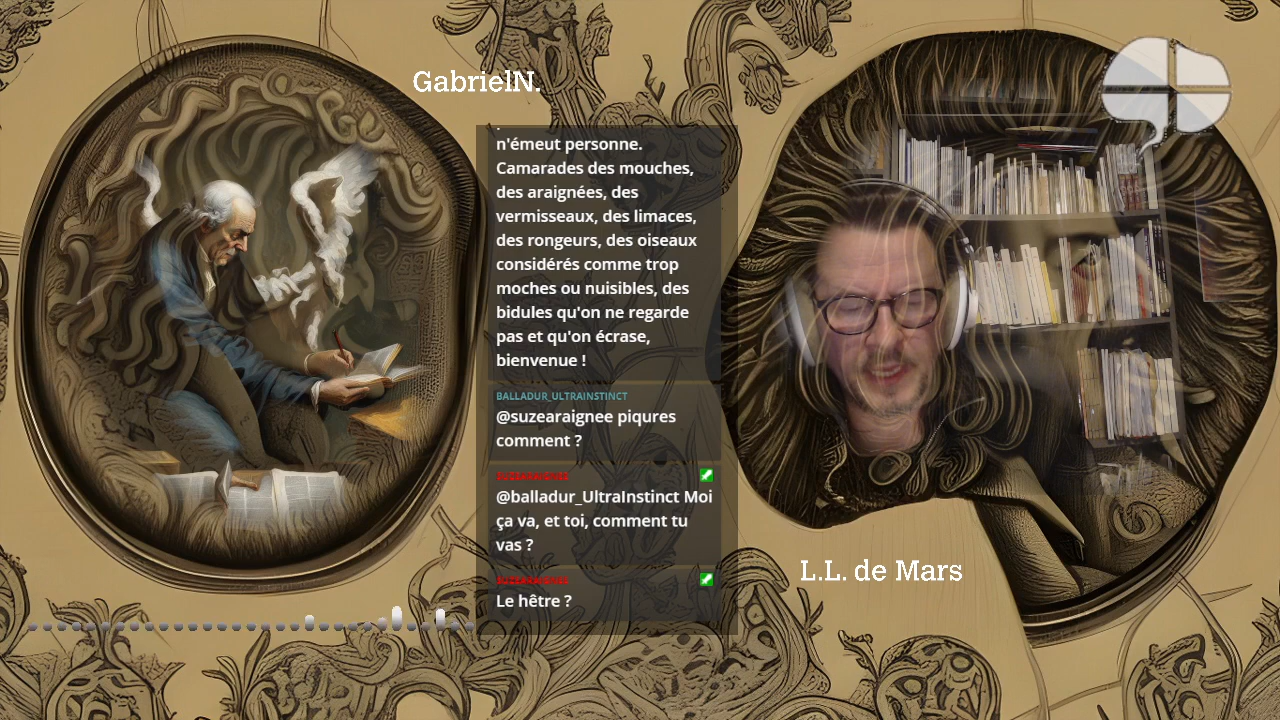 GabrielN.
n'émeut personne.
Camarades des mouches,
des araignées, des
vermisseaux, des limaces,
des rongeurs, des oiseaux
considérés comme trop
moches ou nuisibles, des
bidules qu'on ne regarde
pas et qu'on écrase,
bienvenue !
BALLADUR_ULTRAINSTINCT
@suzearaignee piqures
comment ?
SUZEARAIGNEE
@balladur_UltraInstinct Moi
ça va, et toi, comment tu
vas ?
SUZEARAIGNEE
Le hêtre ?
L.L. de Mars